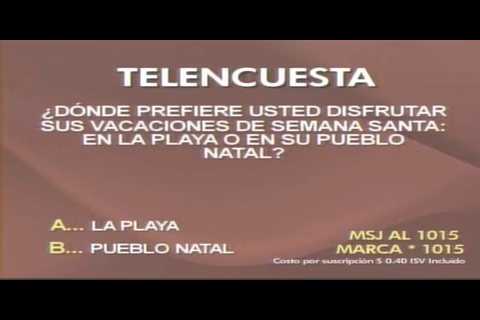 TELENCUESTA
¿DÓNDE PREFIERE USTED DISFRUTAR
SUS VACACIONES DE SEMANA SANTA:
EN LA PLAYA O EN SU PUEBLO
NATAL?
A... LA PLAYA
B... PUEBLO NATAL
MSJ AL 1015
MARCA * 1015
Costo por suscripción $ 0.40 ISV Incluido